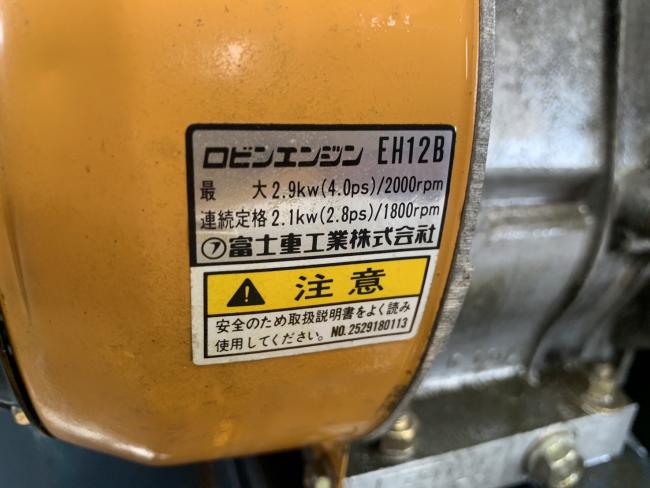 ロビンエンジン EH12B
最 大 2.9kw(4.0ps)/2000rpm
連続定格 2.1kw(2.8ps)/1800rpm
富士重工業株式会社
注意
安全のため取扱説明書をよく読み
使用してください。 NO.2529180113